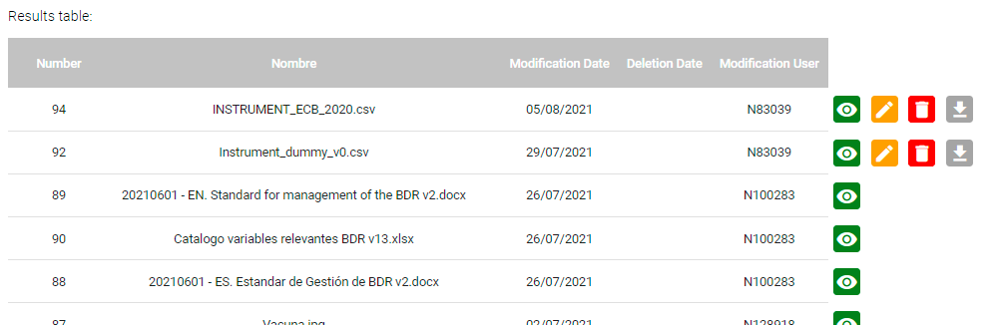 Results table:
Number Nombre Modification Date Deletion Date Modification User
94 INSTRUMENT_ECB_2020.csv 05/08/2021 N83039
92 Instrument_dummy_v0.csv 29/07/2021 N83039
89 20210601 - EN. Standard for management of the BDR v2.docx 26/07/2021 N100283
90 Catalogo variables relevantes BDR v13.xlsx 26/07/2021 N100283
88 20210601 - ES. Estandar de Gestión de BDR v2.docx 26/07/2021 N100283
87 Vacuna.jpg 02/07/2021 N128918